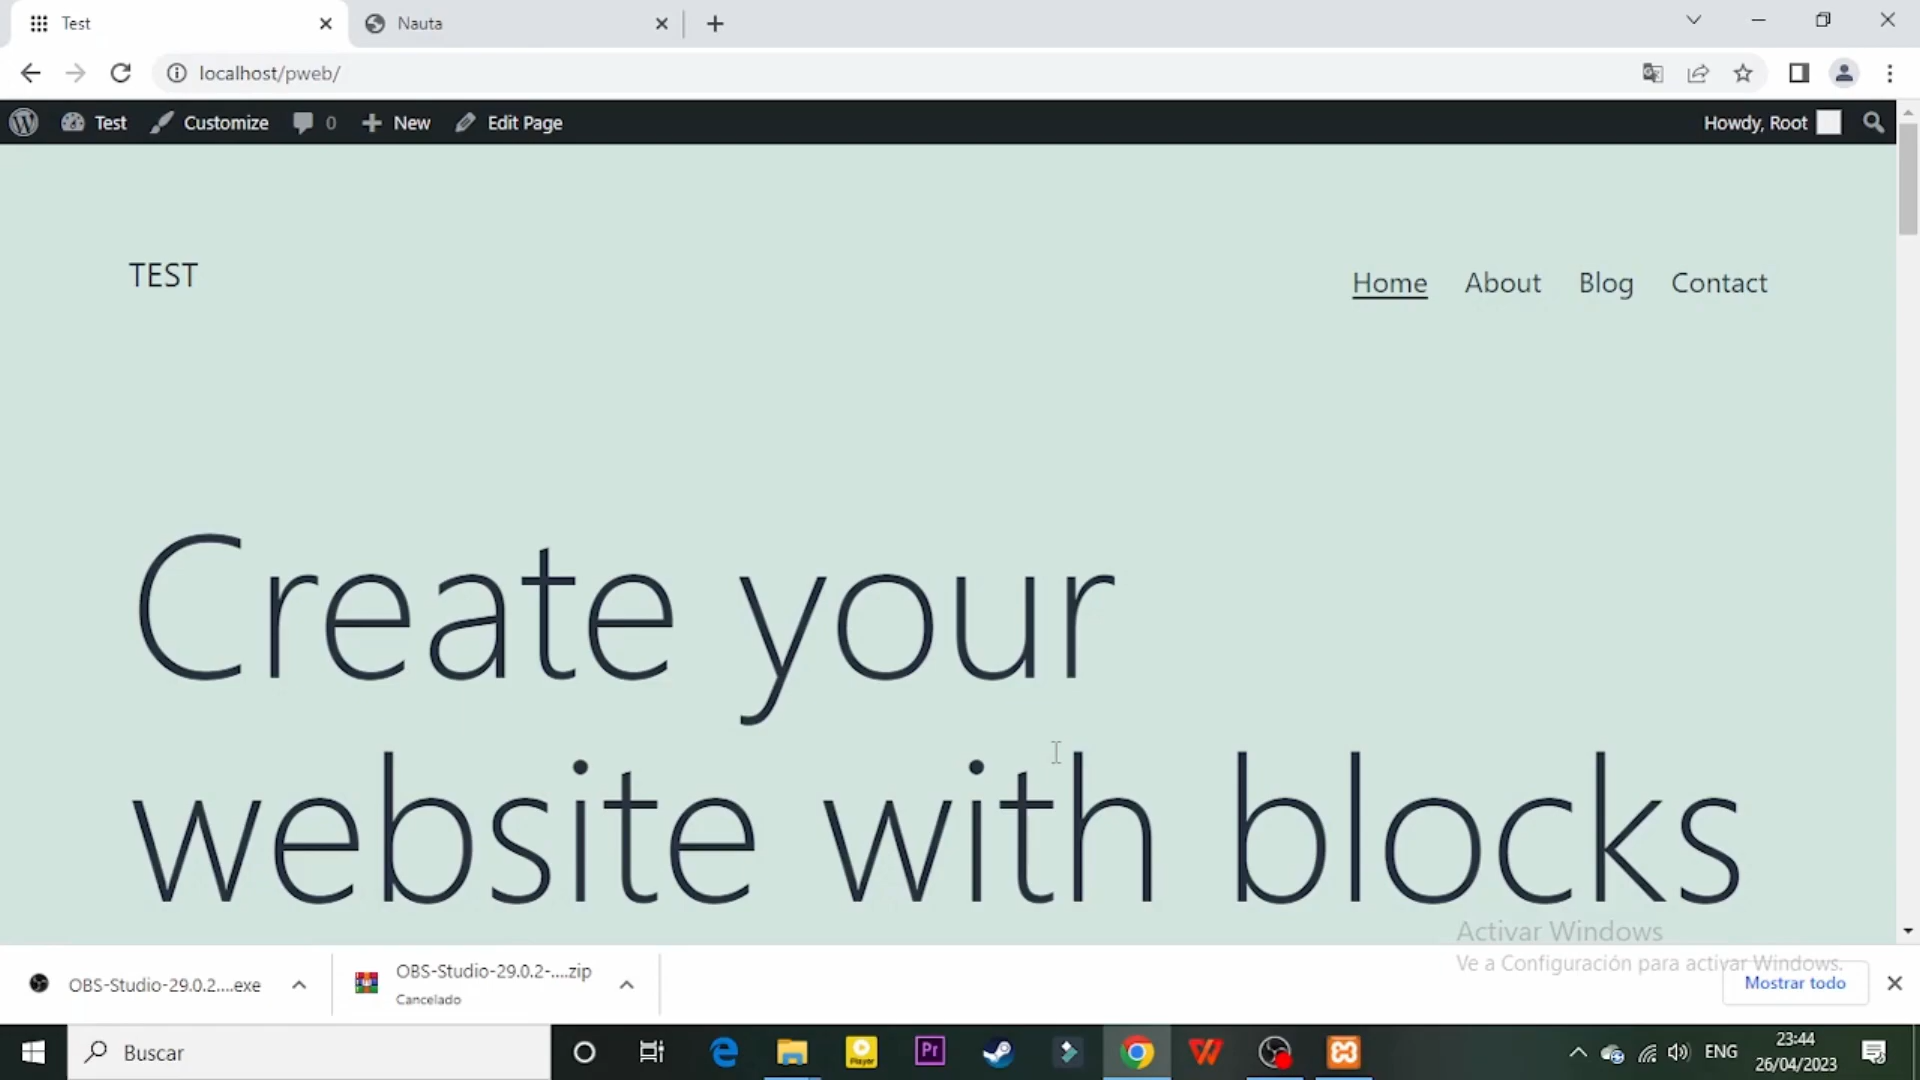 Test
Nauta
localhost/pweb/
Test
Customize
0
New
Edit Page
Howdy, Root
TEST
Home
About
Blog
Contact
Create your
website with blocks
Activar Windows
Ve a Configuración para activar Windows.
OBS-Studio-29.0.2....exe
OBS-Studio-29.0.2-....zip
Cancelado
Mostrar todo
Buscar
Player
Pr
ENG
23:44
26/04/2023